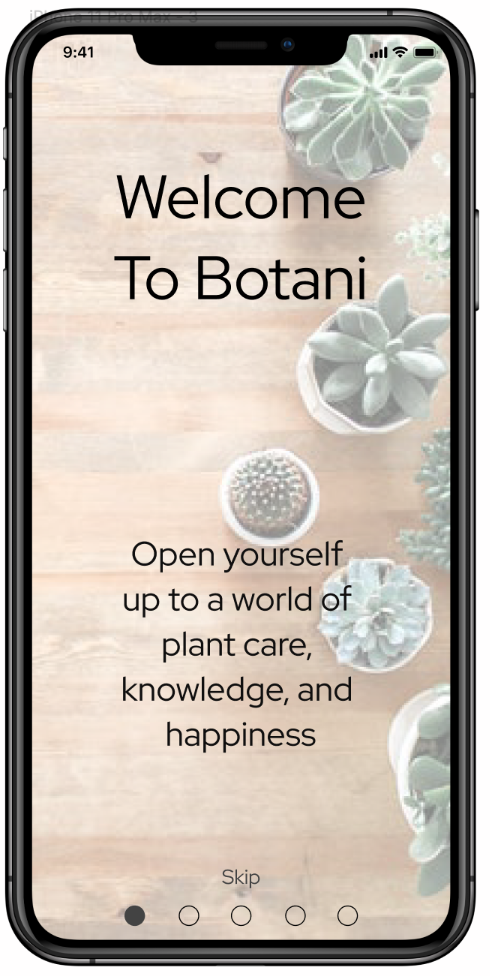 iPhone 11 Pro Max - 3
9:41
Welcome
To Botani
Open yourself
up to a world of
plant care,
knowledge, and
happiness
Skip